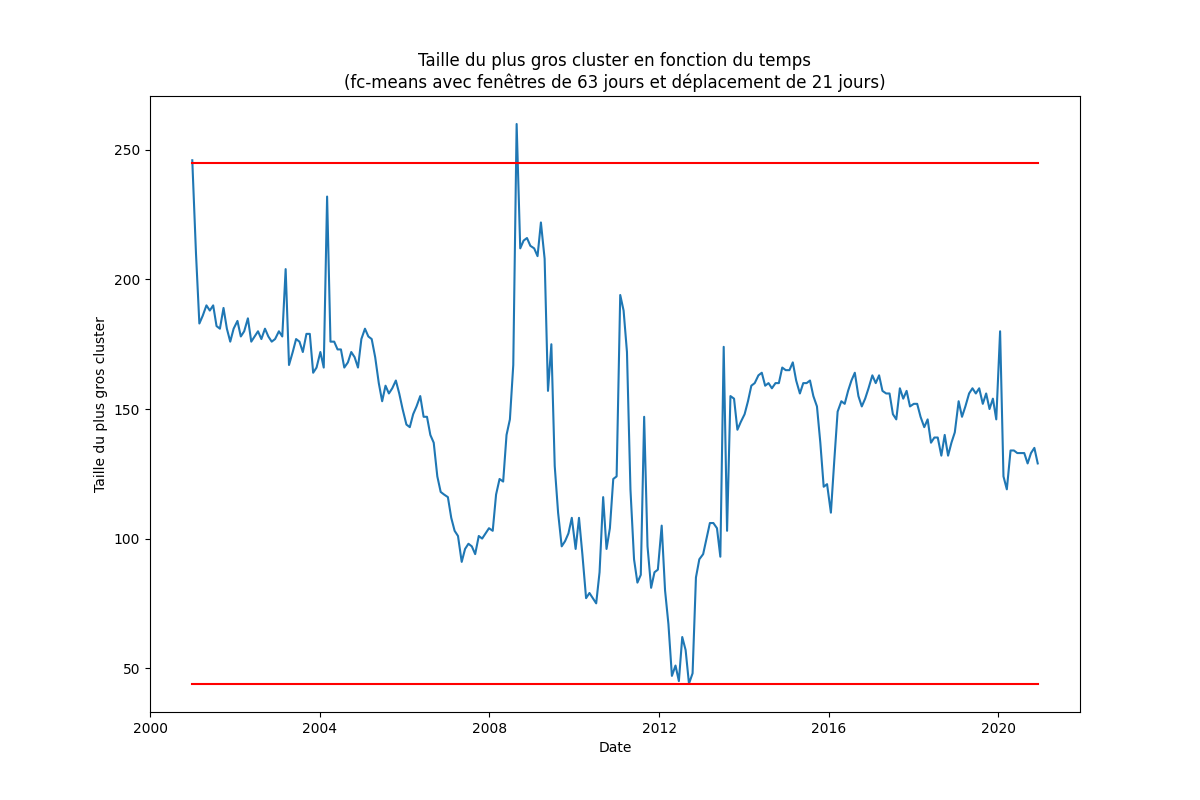 Taille du plus gros cluster en fonction du temps
(fc-means avec fenêtres de 63 jours et déplacement de 21 jours)
Taille du plus gros cluster
250
200
150
100
50
2000
2004
2008
2012
2016
2020
Date